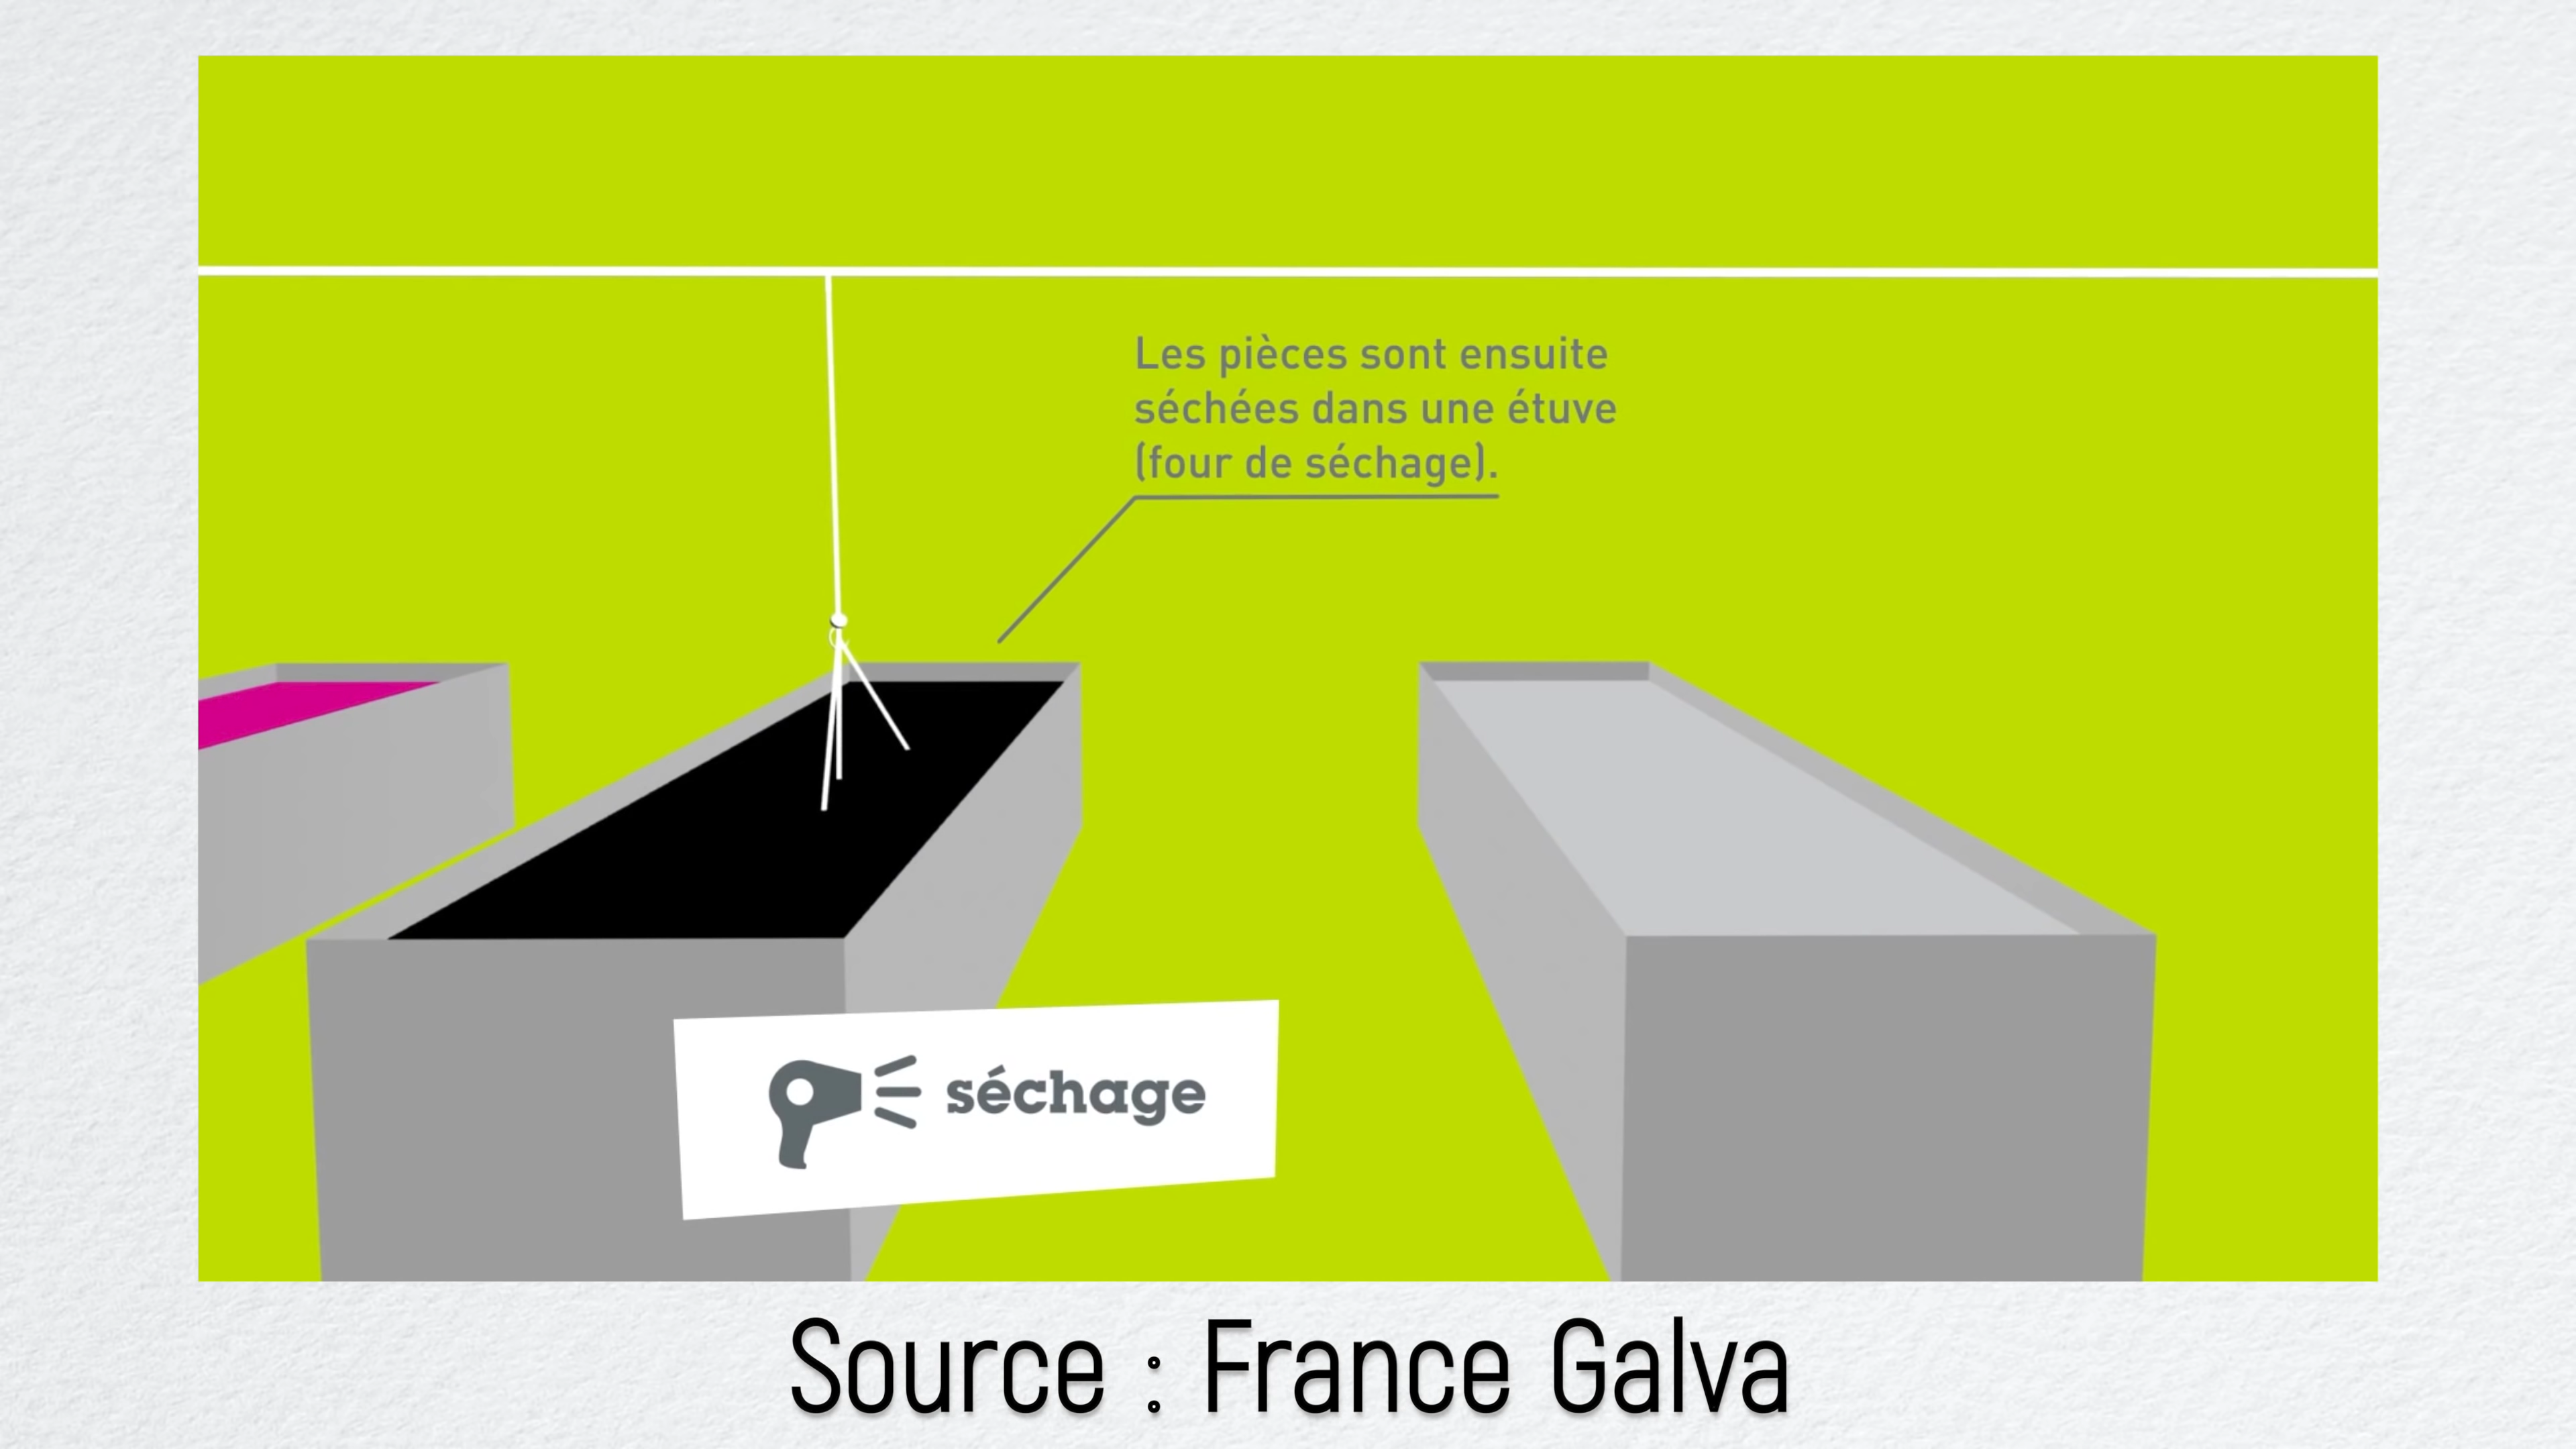 Les pièces sont ensuite
séchées dans une étuve
(four de séchage).
séchage
Source : France Galva